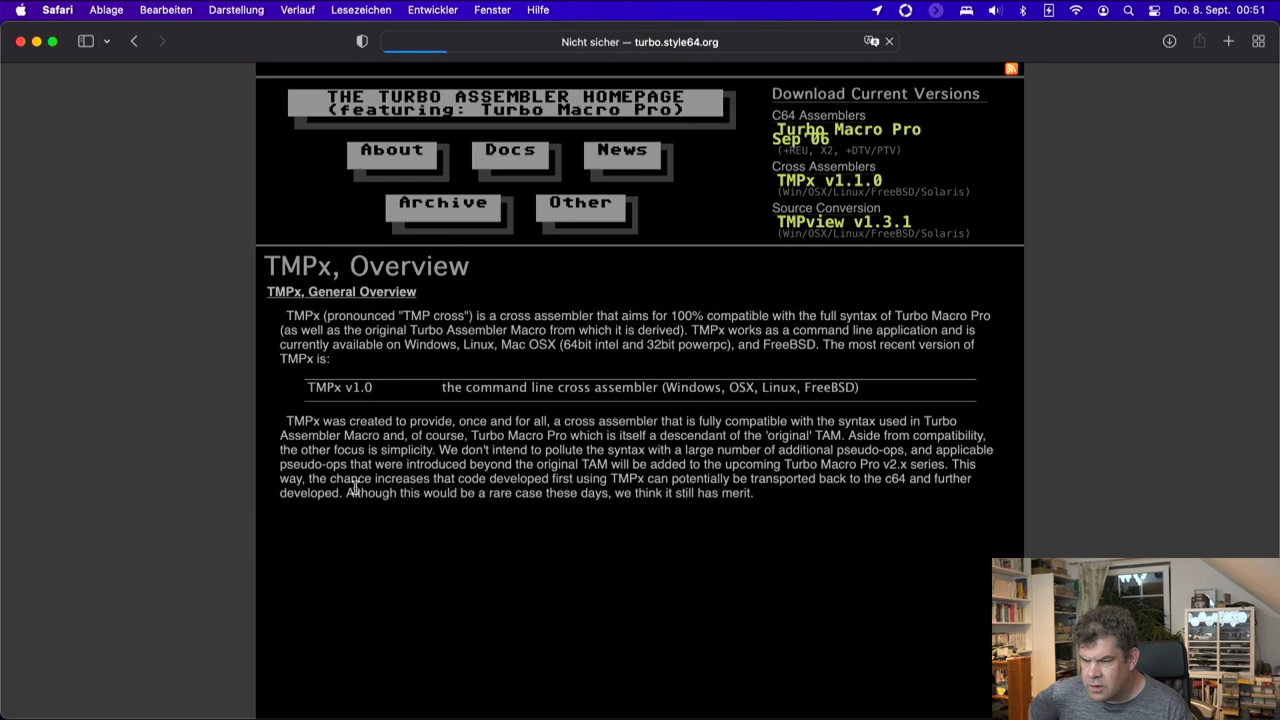 Safari Ablage Bearbeiten Darstellung Verlauf Lesezeichen Entwickler Fenster Hilfe Do. 8. Sept. 00:51
Nicht sicher — turbo.style64.org
THE TURBO ASSEMBLER HOMEPAGE
(featuring: Turbo Macro Pro)
About Docs News
Archive Other
Download Current Versions
C64 Assemblers
Turbo Macro Pro
Sep'06
(+REU, X2, +DTV/PTV)
Cross Assemblers
TMPx v1.1.0
(Win/OSX/Linux/FreeBSD/Solaris)
Source Conversion
TMPview v1.3.1
(Win/OSX/Linux/FreeBSD/Solaris)
TMPx, Overview
TMPx, General Overview
TMPx (pronounced "TMP cross") is a cross assembler that aims for 100% compatible with the full syntax of Turbo Macro Pro
(as well as the original Turbo Assembler Macro from which it is derived). TMPx works as a command line application and is
currently available on Windows, Linux, Mac OSX (64bit intel and 32bit powerpc), and FreeBSD. The most recent version of
TMPx is:
TMPx v1.0 the command line cross assembler (Windows, OSX, Linux, FreeBSD)
TMPx was created to provide, once and for all, a cross assembler that is fully compatible with the syntax used in Turbo
Assembler Macro and, of course, Turbo Macro Pro which is itself a descendant of the 'original' TAM. Aside from compatibility,
the other focus is simplicity. We don't intend to pollute the syntax with a large number of additional pseudo-ops, and applicable
pseudo-ops that were introduced beyond the original TAM will be added to the upcoming Turbo Macro Pro v2.x series. This
way, the chance increases that code developed first using TMPx can potentially be transported back to the c64 and further
developed. Although this would be a rare case these days, we think it still has merit.